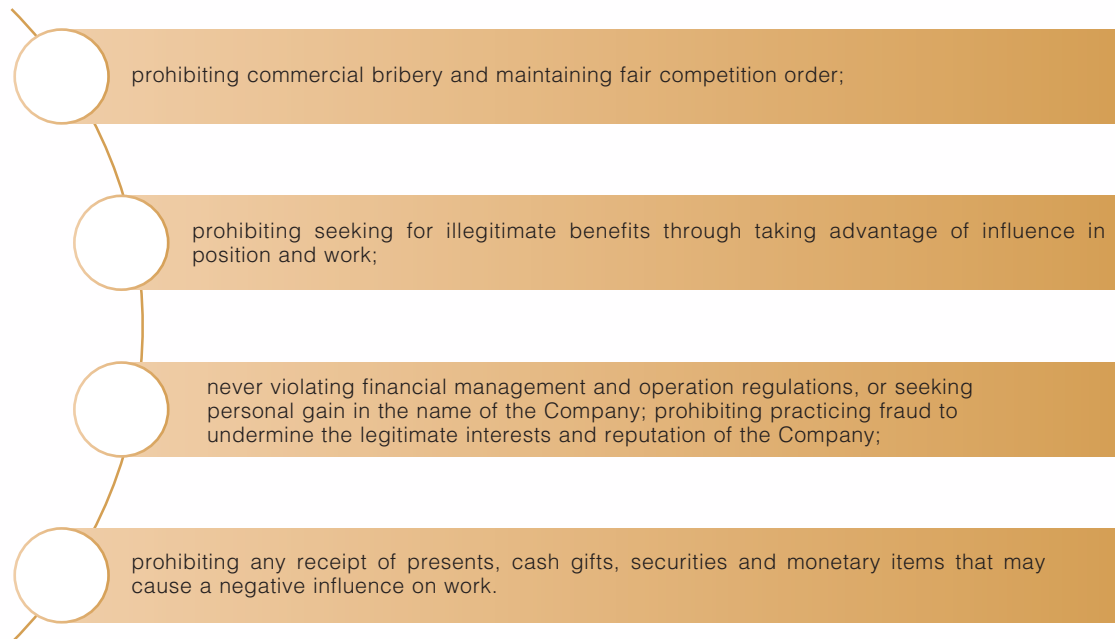 prohibiting commercial bribery and maintaining fair competition order;
prohibiting seeking for illegitimate benefits through taking advantage of influence in
position and work;
never violating financial management and operation regulations, or seeking
personal gain in the name of the Company; prohibiting practicing fraud to
undermine the legitimate interests and reputation of the Company;
prohibiting any receipt of presents, cash gifts, securities and monetary items that may
cause a negative influence on work.